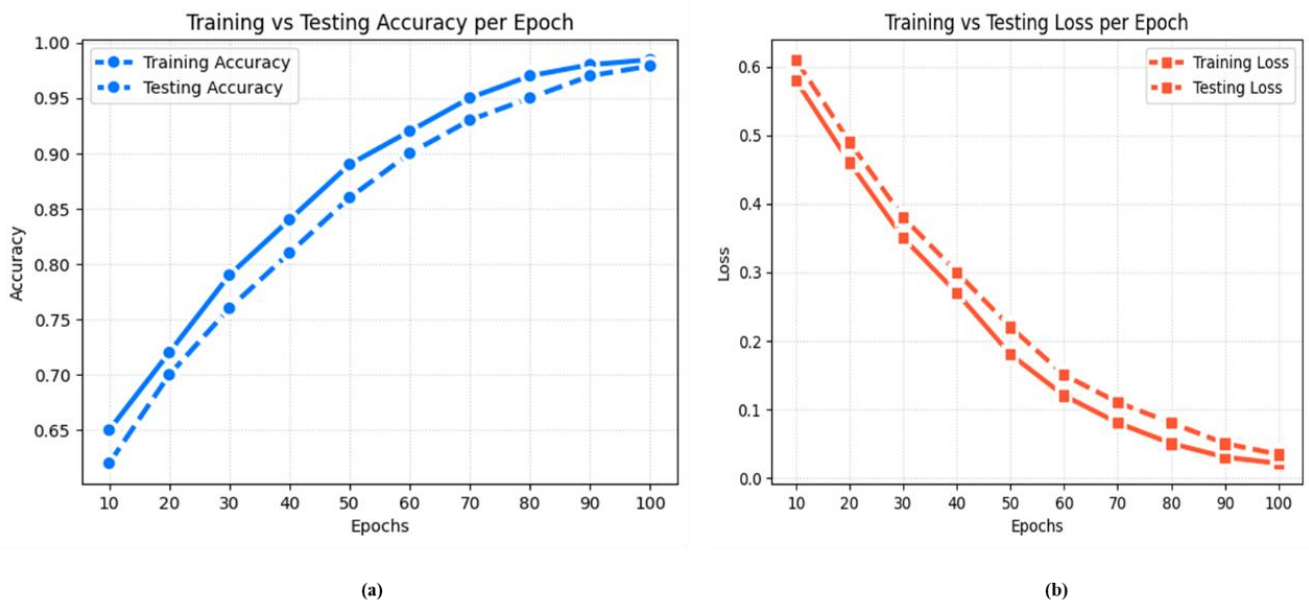 Training vs Testing Accuracy per Epoch
Training Accuracy
Testing Accuracy
1.00
0.95
0.90
0.85
0.80
0.75
0.70
0.65
Accuracy
10 20 30 40 50 60 70 80 90 100
Epochs
(a)
Training vs Testing Loss per Epoch
Training Loss
Testing Loss
0.6
0.5
0.4
0.3
0.2
0.1
0.0
Loss
10 20 30 40 50 60 70 80 90 100
Epochs
(b)